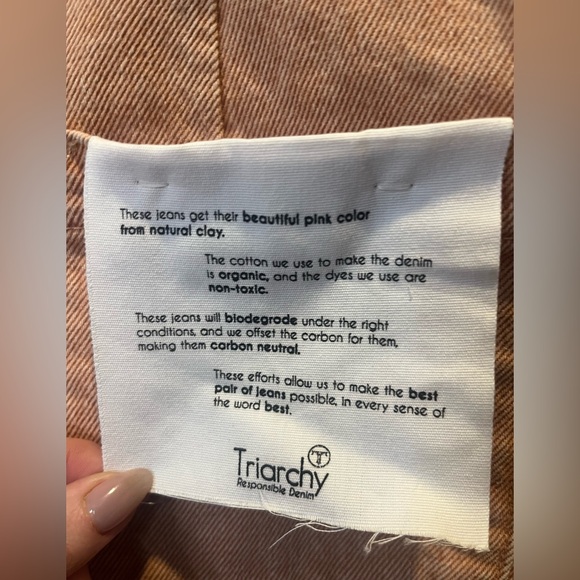 These jeans get their beautiful pink color
from natural clay.
The cotton we use to make the denim
is organic, and the dyes we use are
non-toxic.
These jeans will biodegrade under the right
conditions, and we offset the carbon for them,
making them carbon neutral.
These efforts allow us to make the best
pair of jeans possible, in every sense of
the word best.
Triarchy
Responsible Denim